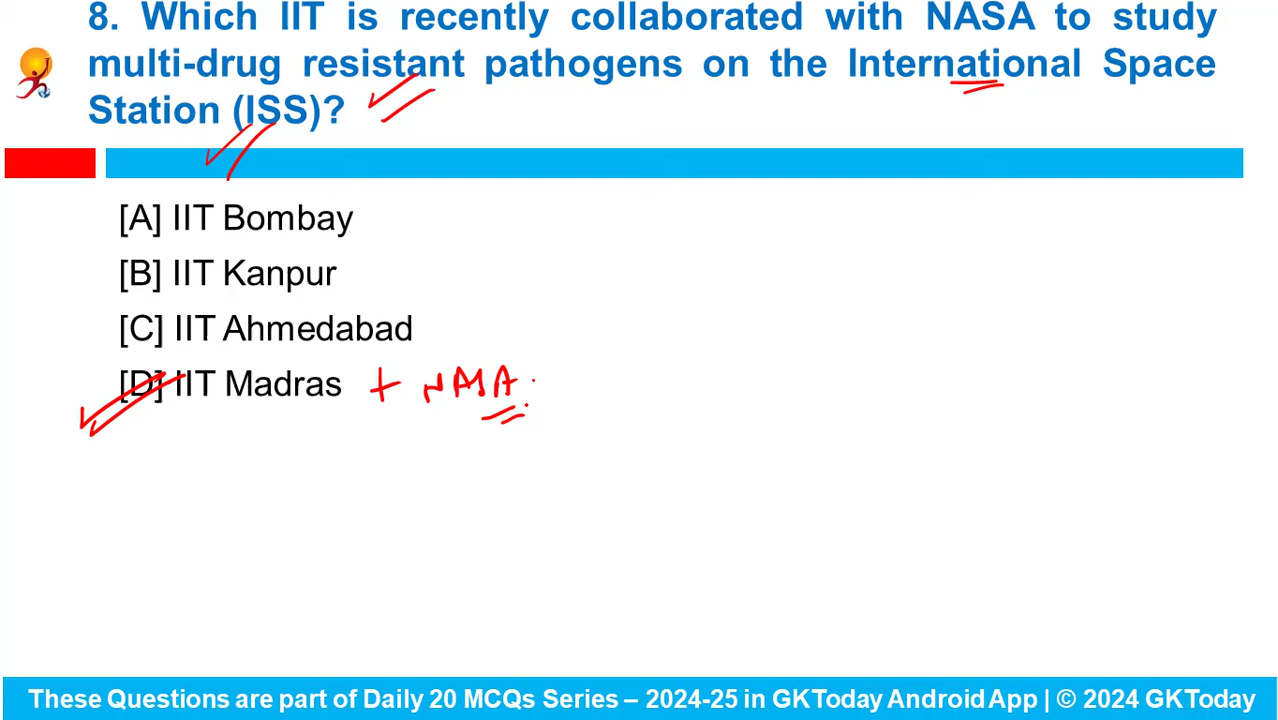 8. Which IIT is recently collaborated with NASA to study
multi-drug resistant pathogens on the International Space
Station (ISS)?
[A] IIT Bombay
[B] IIT Kanpur
[C] IIT Ahmedabad
[D] IIT Madras + NASA
These Questions are part of Daily 20 MCQs Series – 2024-25 in GKToday Android App | © 2024 GKToday